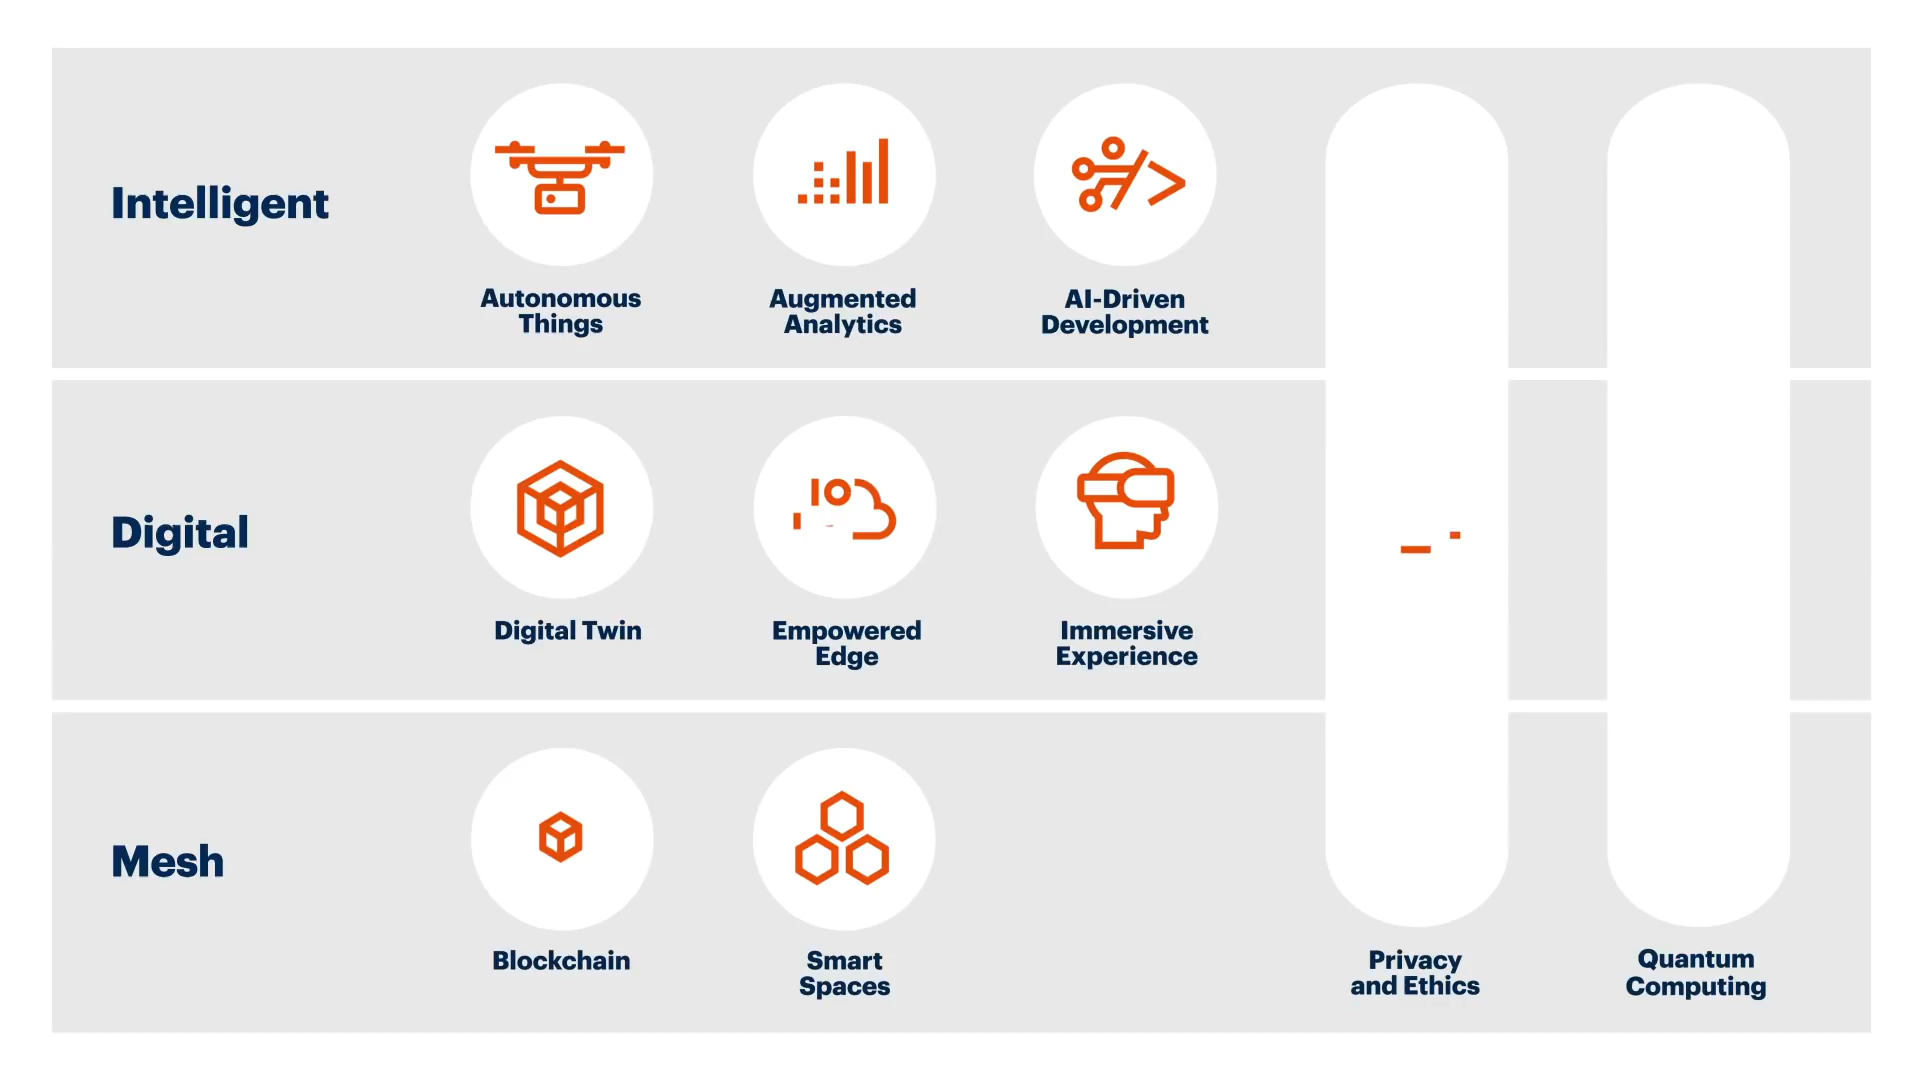 Intelligent
Autonomous
Things
Augmented
Analytics
AI-Driven
Development
Digital
Digital Twin
Empowered
Edge
Immersive
Experience
Mesh
Blockchain
Smart
Spaces
Privacy
and Ethics
Quantum
Computing